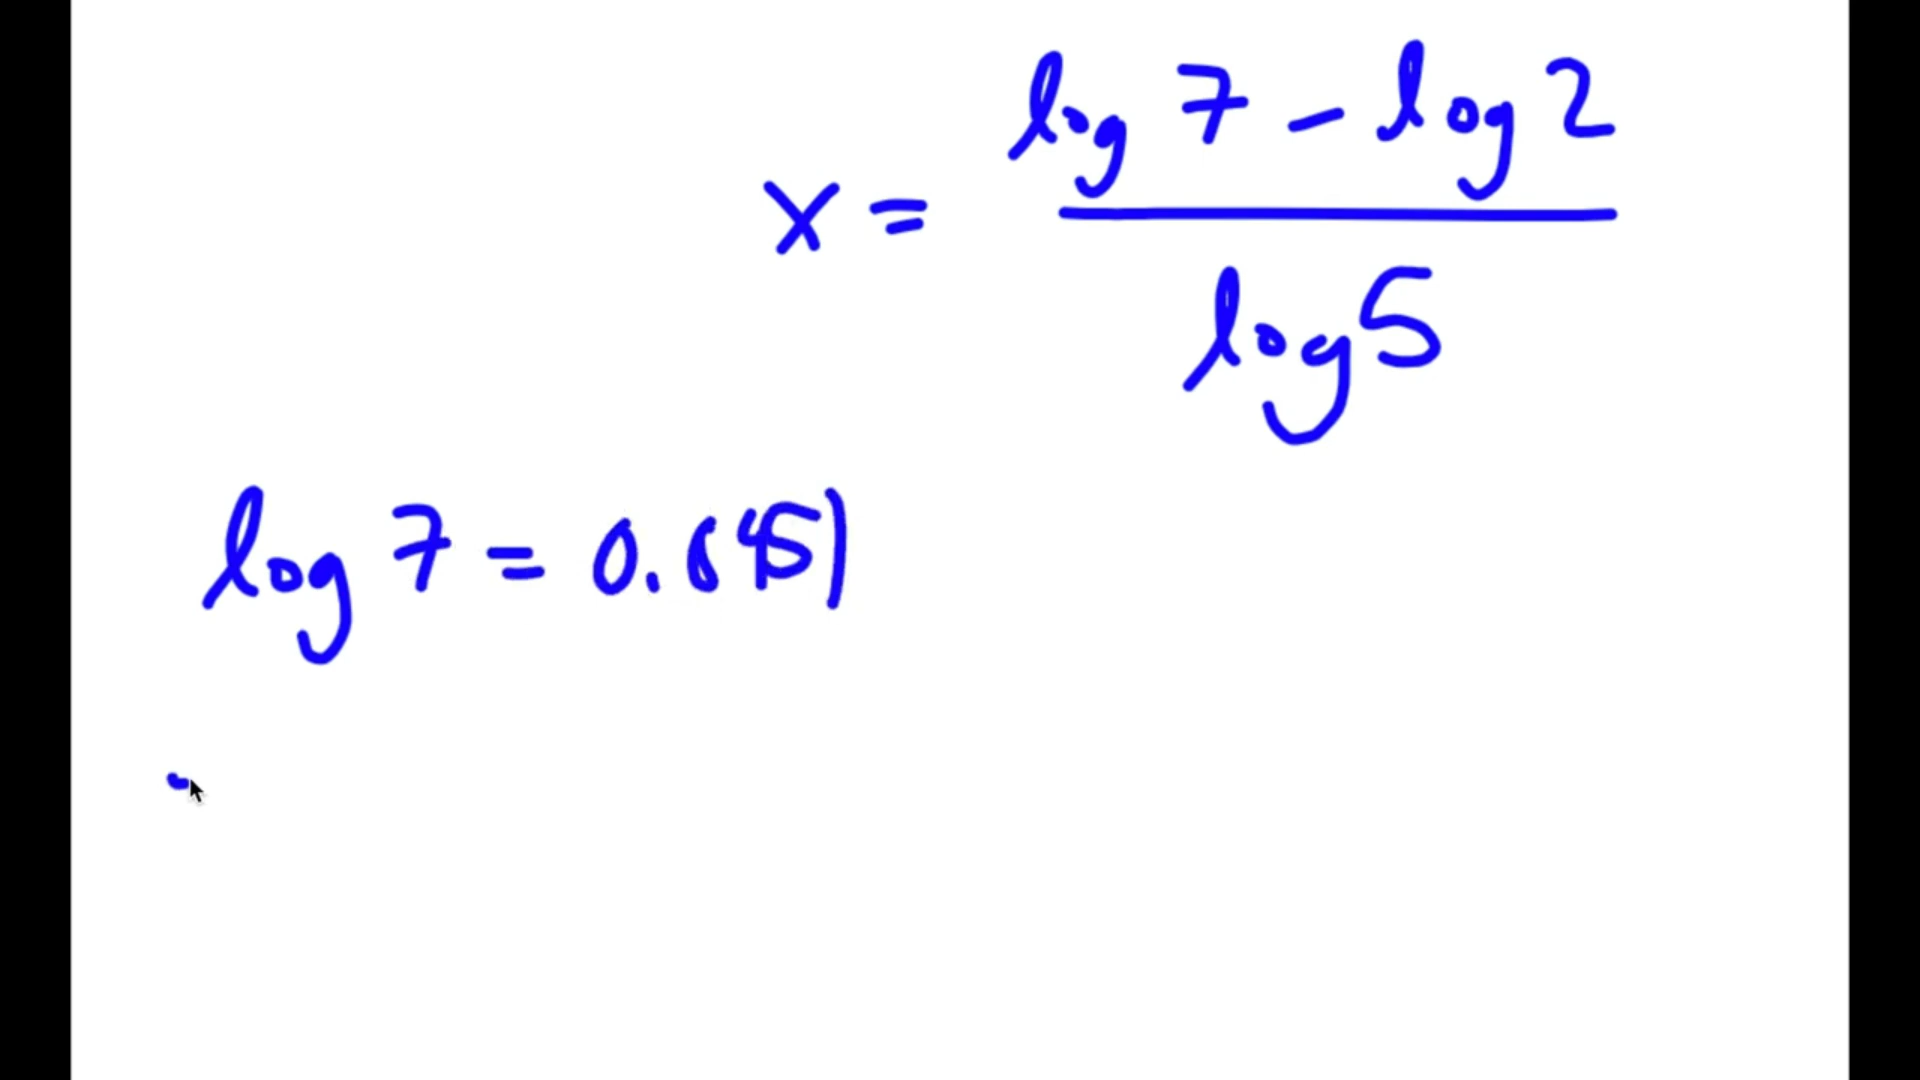 x = (log 7 - log 2) / log 5
log 7 = 0.8451